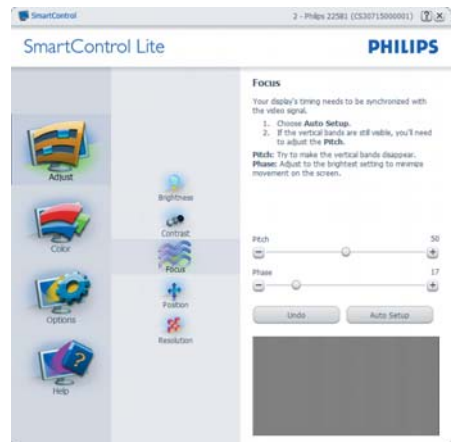 SmartControl
2 - Philips 225B1 (CS30715000001)
SmartControl Lite
PHILIPS
Adjust
Color
Options
Help
Brightness
Contrast
Focus
Position
Resolution
Focus
Your display's timing needs to be synchronized with
the video signal.
1. Choose Auto Setup.
2. If the vertical bands are still visible, you'll need
to adjust the Pitch.
Pitch: Try to make the vertical bands disappear.
Phase: Adjust to the brightest setting to minimize
movement on the screen.
Pitch 50
Phase 17
Undo Auto Setup